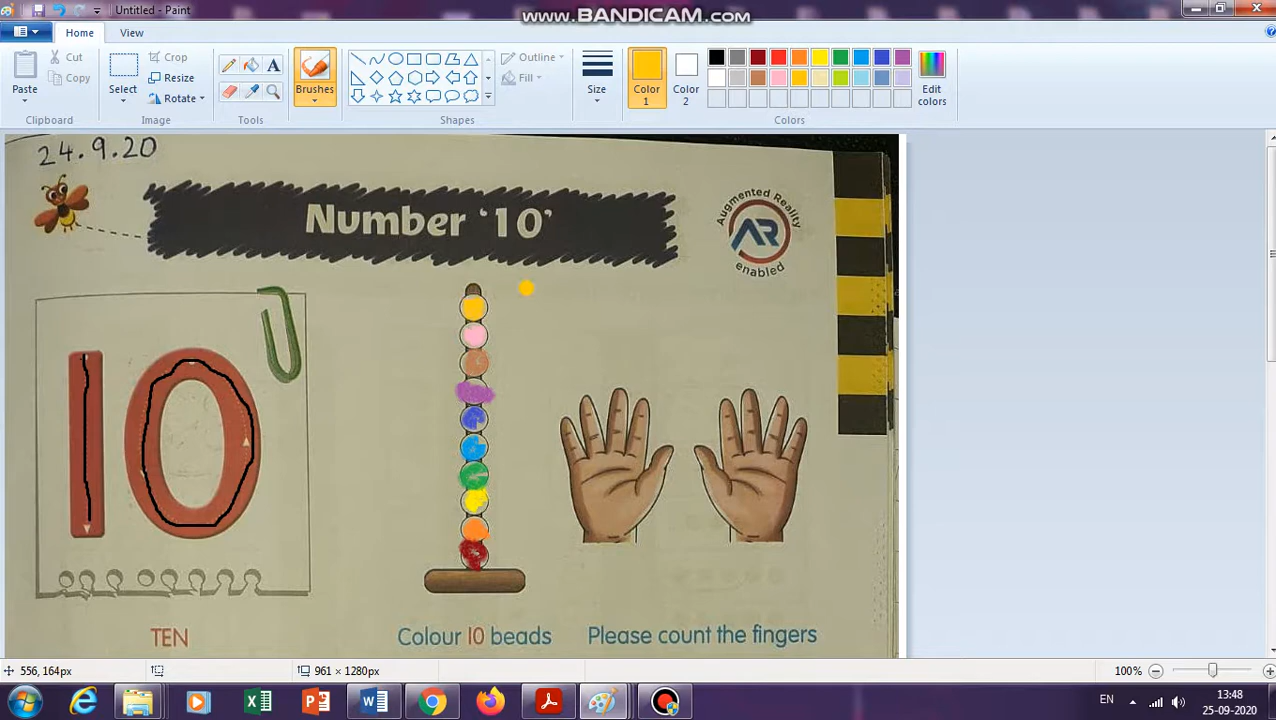 Untitled - Paint
www.BANDICAM.com
Home
View
Paste
Cut
Copy
Clipboard
Select
Crop
Resize
Rotate
Image
A
Tools
Brushes
Shapes
Outline
Fill
Size
Color 1
Color 2
Edit colors
Colors
24.9.20
Number '10'
Augmented Reality
AR
enabled
10
TEN
Colour 10 beads
Please count the fingers
556, 164px
961 × 1280px
100%
EN
13:48
25-09-2020